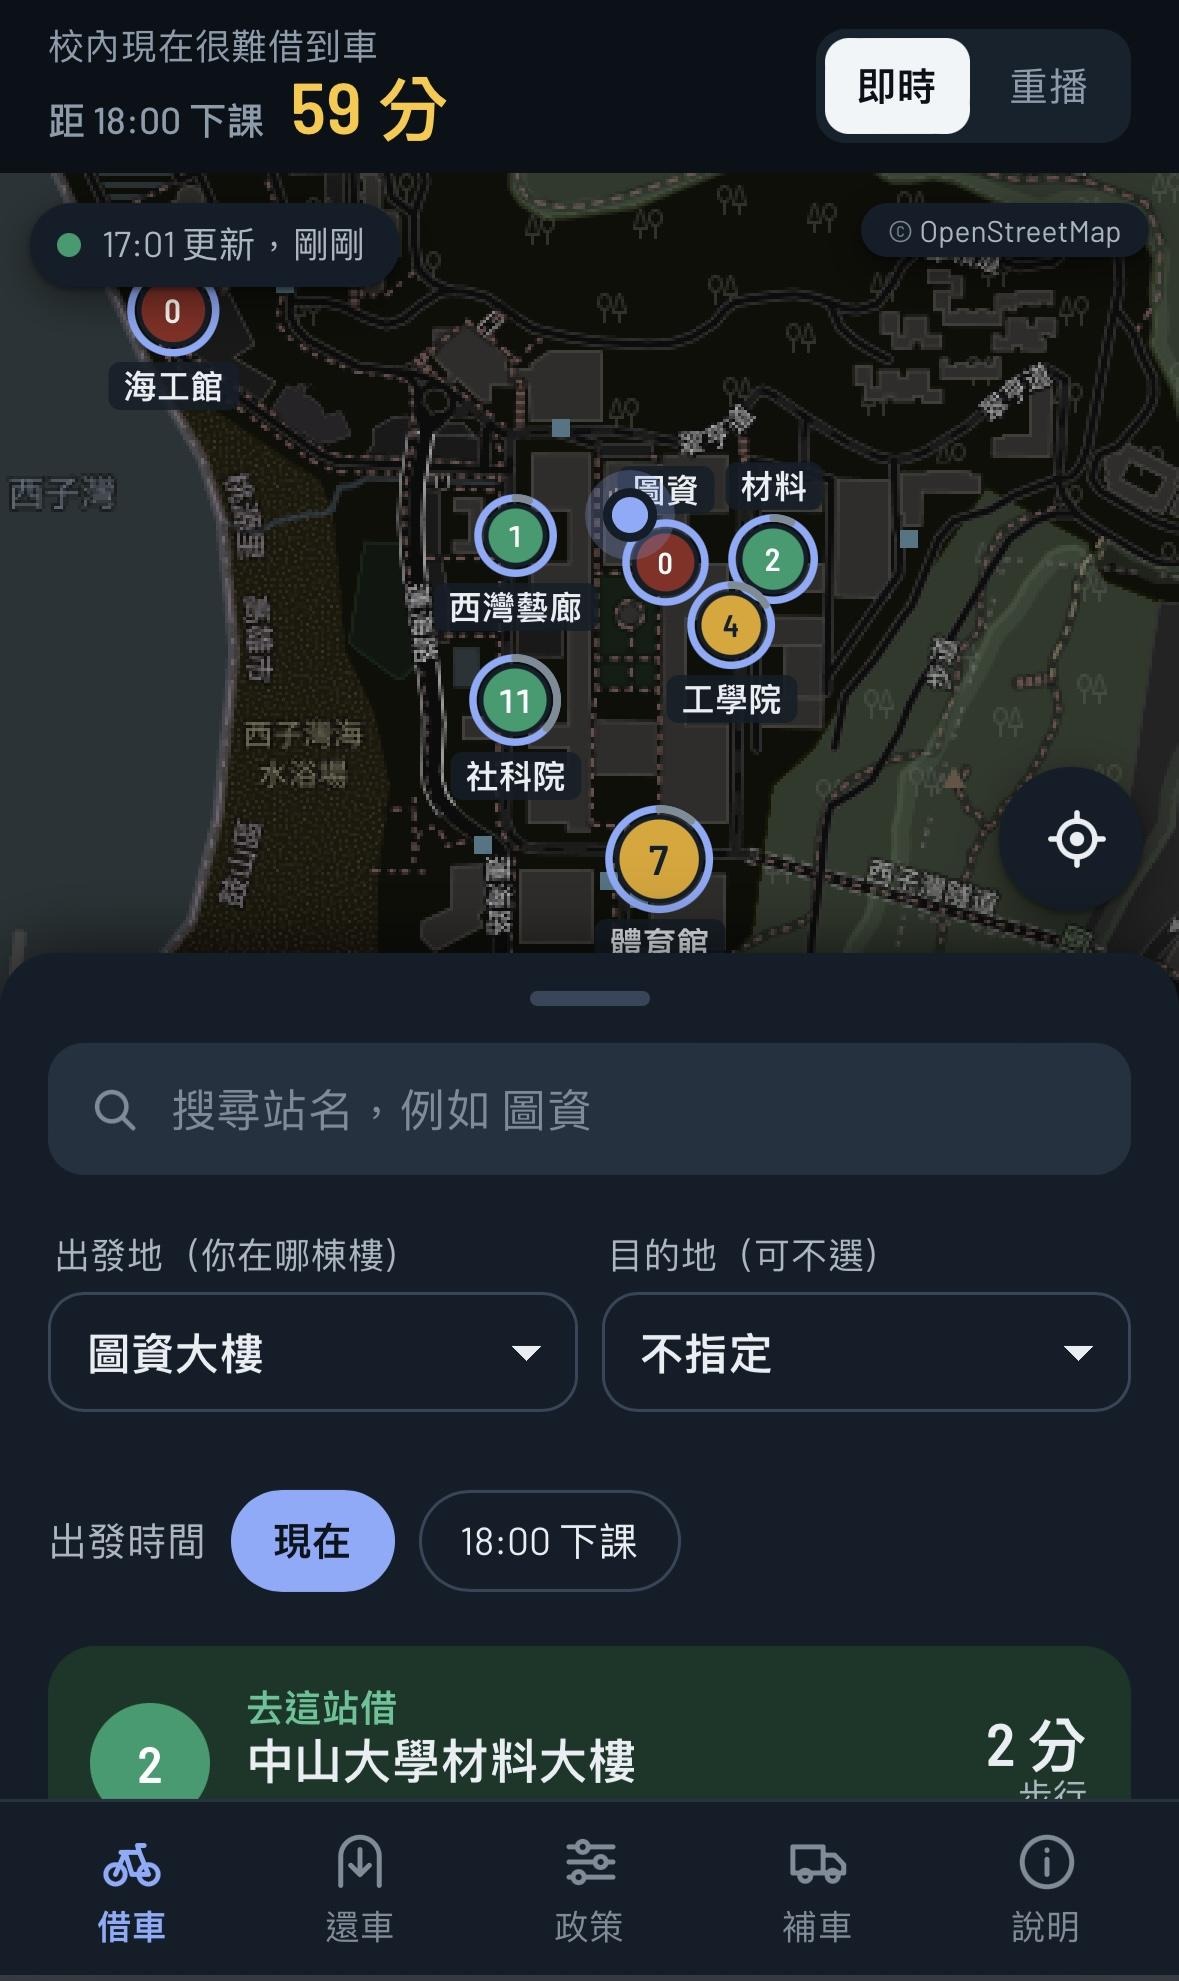 校內現在很難借到車
距 18:00 下課 59 分
即時
重播
17:01 更新，剛剛
© OpenStreetMap
0
海工館
西子灣
圖資
材料
1
0
2
西灣藝廊
4
11
工學院
社科院
西子灣海
水浴場
7
西子灣隧道
體育館
搜尋站名，例如 圖資
出發地（你在哪棟樓）
目的地（可不選）
圖資大樓
不指定
出發時間
現在
18:00 下課
去這站借
2
中山大學材料大樓
2 分
步行
借車
還車
政策
補車
說明